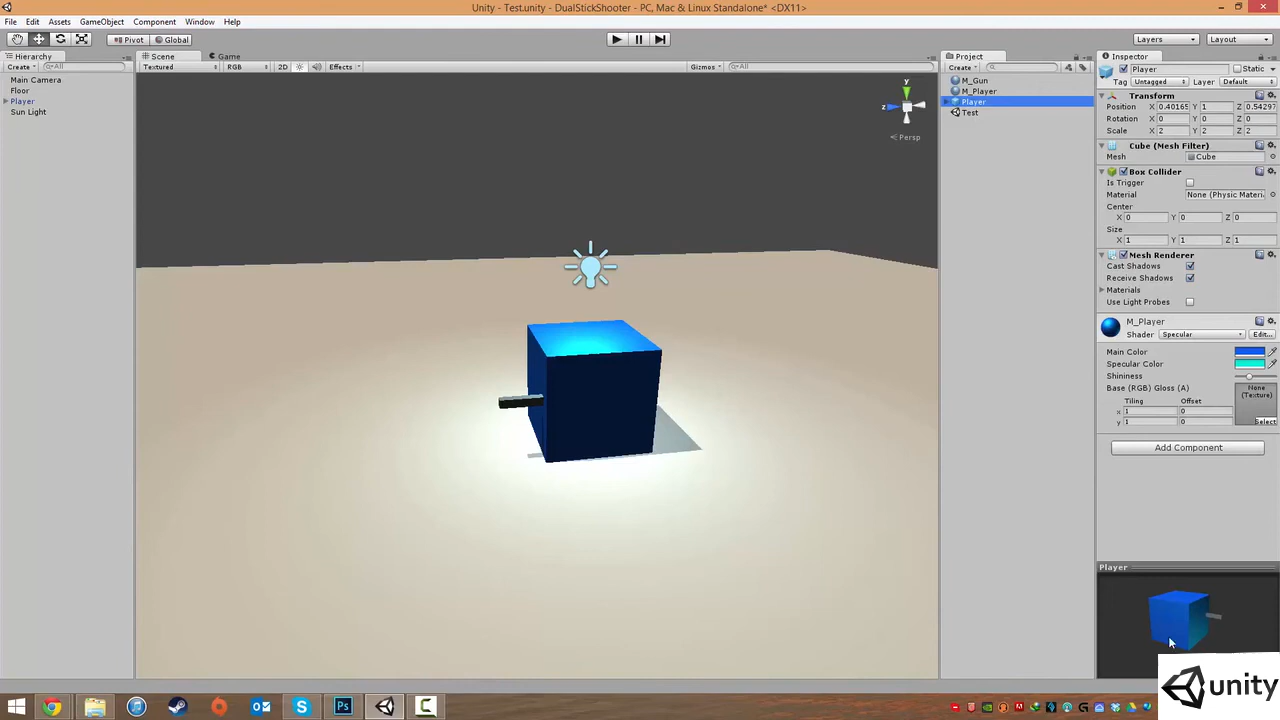 Unity - Test.unity - DualStickShooter - PC, Mac & Linux Standalone* <DX11>
File Edit Assets GameObject Component Window Help
Pivot Global Layers Layout
Hierarchy
Create All
Main Camera
Floor
Player
Sun Light
Scene Game
Textured RGB 2D Effects Gizmos All
y
z
Persp
Project
Create
M_Gun
M_Player
Player
Test
Inspector
Player Static
Tag Untagged Layer Default
Transform
Position X 0.40165 Y 1 Z 0.54297
Rotation X 0 Y 0 Z 0
Scale X 2 Y 2 Z 2
Cube (Mesh Filter)
Mesh Cube
Box Collider
Is Trigger
Material None (Physic Materi
Center
X 0 Y 0 Z 0
Size
X 1 Y 1 Z 1
Mesh Renderer
Cast Shadows
Receive Shadows
Materials
Use Light Probes
M_Player
Shader Specular Edit...
Main Color
Specular Color
Shininess
Base (RGB) Gloss (A) None
(Texture)
Tiling Offset
x 1 0
y 1 0
Select
Add Component
Player
Ps
unity